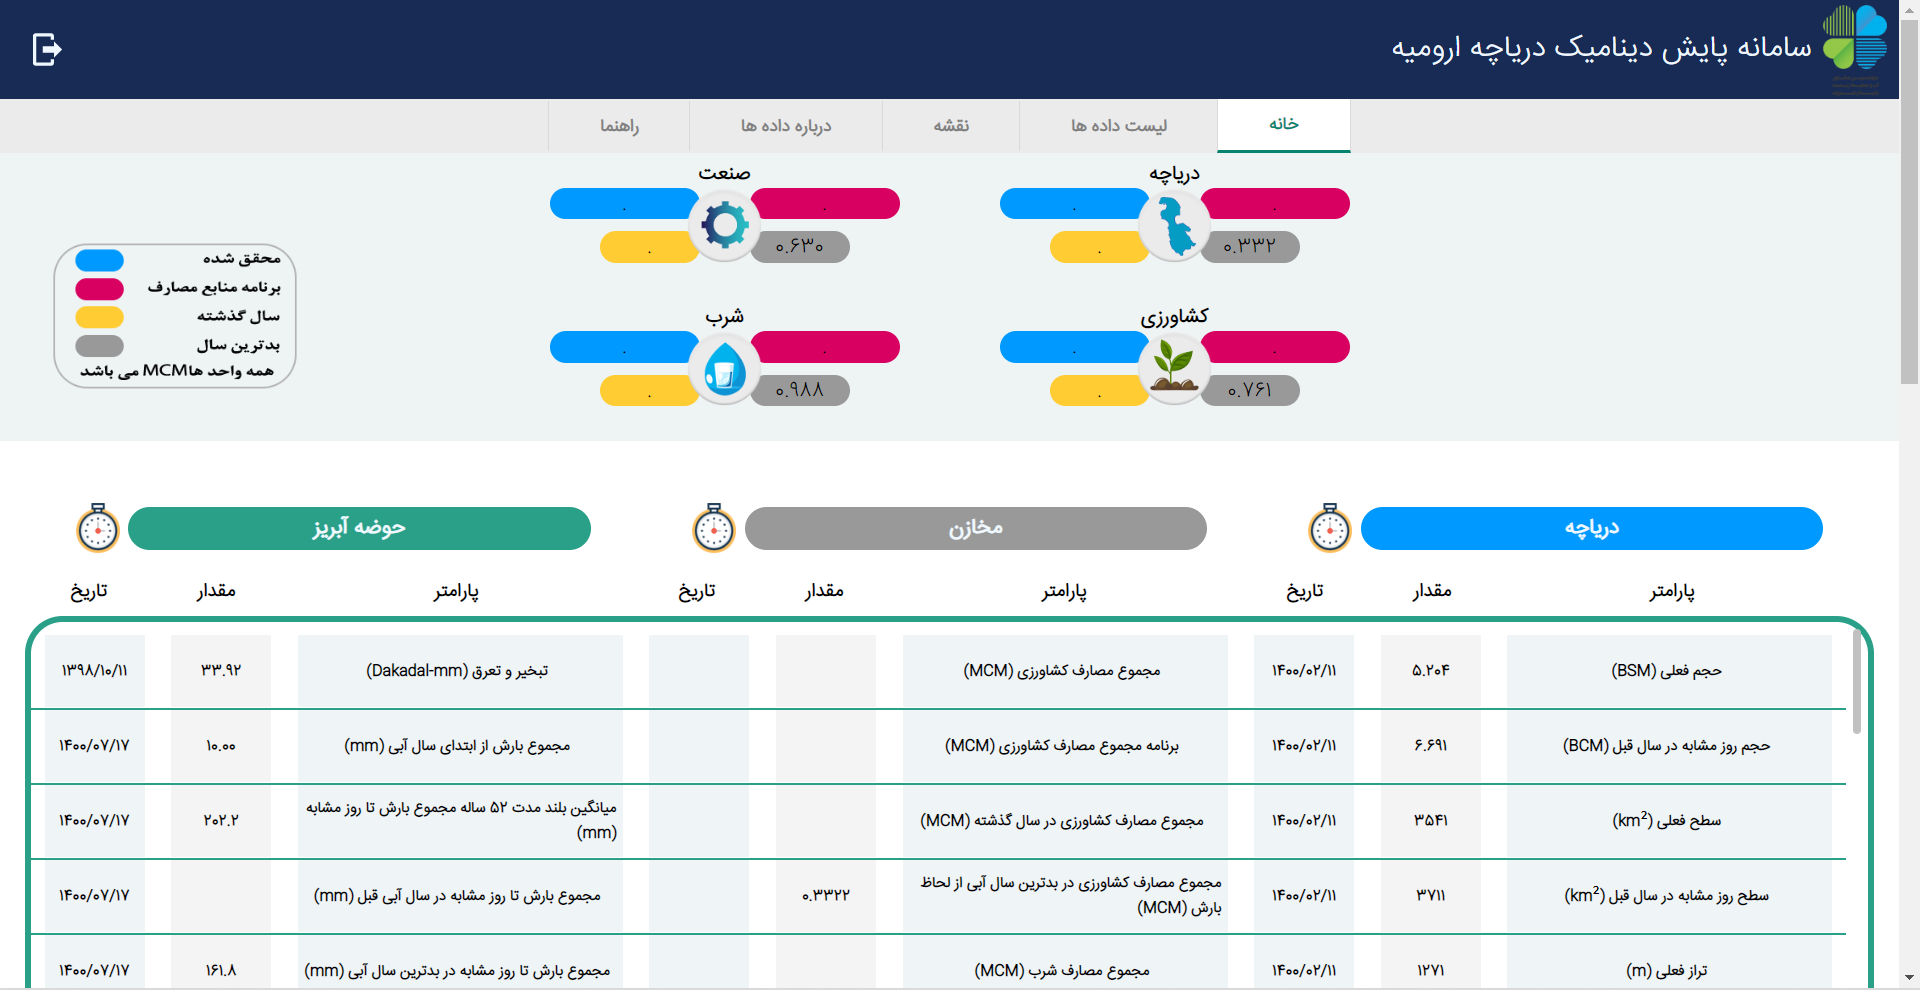 سامانه پایش دینامیک دریاچه ارومیه
خانه
لیست داده ها
نقشه
درباره داده ها
راهنما
دریاچه
۰.۳۳۲
صنعت
۰.۶۳۰
کشاورزی
۰.۷۶۱
شرب
۰.۹۸۸
محقق شده
برنامه منابع مصارف
سال گذشته
بدترین سال
همه واحد هاMCM می باشد
دریاچه
مخازن
حوضه آبریز
پارامتر مقدار تاریخ پارامتر مقدار تاریخ پارامتر مقدار تاریخ
حجم فعلی (BSM) ۵.۲۰۴ ۱۴۰۰/۰۲/۱۱ مجموع مصارف کشاورزی (MCM) تبخیر و تعرق (Dakadal-mm) ۳۳.۹۲ ۱۳۹۸/۱۰/۱۱
حجم روز مشابه در سال قبل (BCM) ۶.۶۹۱ ۱۴۰۰/۰۲/۱۱ برنامه مجموع مصارف کشاورزی (MCM) مجموع بارش از ابتدای سال آبی (mm) ۱۰.۰۰ ۱۴۰۰/۰۷/۱۷
سطح فعلی (km²) ۳۵۴۱ ۱۴۰۰/۰۲/۱۱ مجموع مصارف کشاورزی در سال گذشته (MCM) میانگین بلند مدت ۵۲ ساله مجموع بارش تا روز مشابه
(mm) ۲۰۲.۲ ۱۴۰۰/۰۷/۱۷
سطح روز مشابه در سال قبل (km²) ۳۷۱۱ ۱۴۰۰/۰۲/۱۱ مجموع مصارف کشاورزی در بدترین سال آبی از لحاظ
بارش (MCM) ۰.۳۳۲۲ مجموع بارش تا روز مشابه در سال آبی قبل (mm) ۱۴۰۰/۰۷/۱۷
تراز فعلی (m) ۱۲۷۱ ۱۴۰۰/۰۲/۱۱ مجموع مصارف شرب (MCM) مجموع بارش تا روز مشابه در بدترین سال آبی (mm) ۱۶۱.۸ ۱۴۰۰/۰۷/۱۷